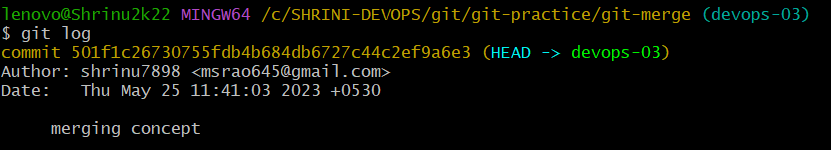 lenovo@Shrinu2k22 MINGW64 /c/SHRINI-DEVOPS/git/git-practice/git-merge (devops-03)
$ git log
commit 501f1c26730755fdb4b684db6727c44c2ef9a6e3 (HEAD -> devops-03)
Author: shrinu7898 <msrao645@gmail.com>
Date:   Thu May 25 11:41:03 2023 +0530
merging concept